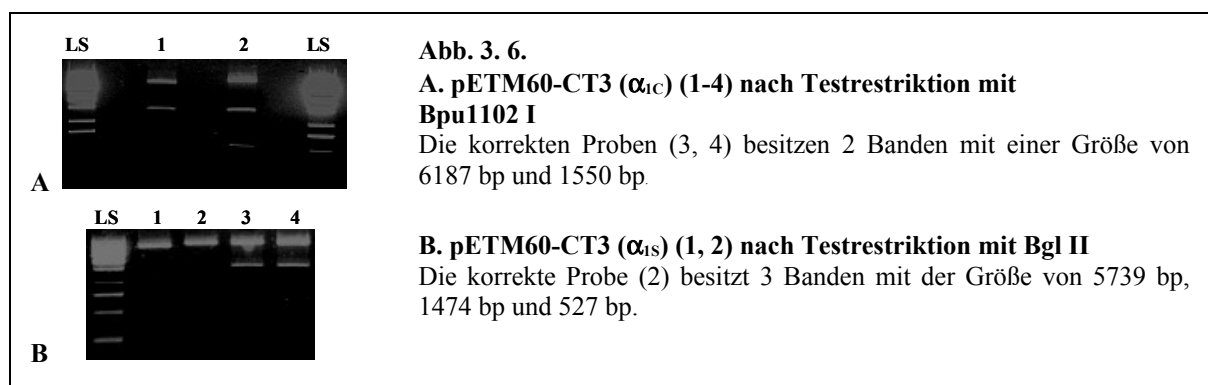 LS 1 2 LS
A
LS 1 2 3 4
B
Abb. 3. 6.
A. pETM60-CT3 (α1C) (1-4) nach Testrestriktion mit
Bpu1102 I
Die korrekten Proben (3, 4) besitzen 2 Banden mit einer Größe von
6187 bp und 1550 bp.
B. pETM60-CT3 (α1S) (1, 2) nach Testrestriktion mit Bgl II
Die korrekte Probe (2) besitzt 3 Banden mit der Größe von 5739 bp,
1474 bp und 527 bp.